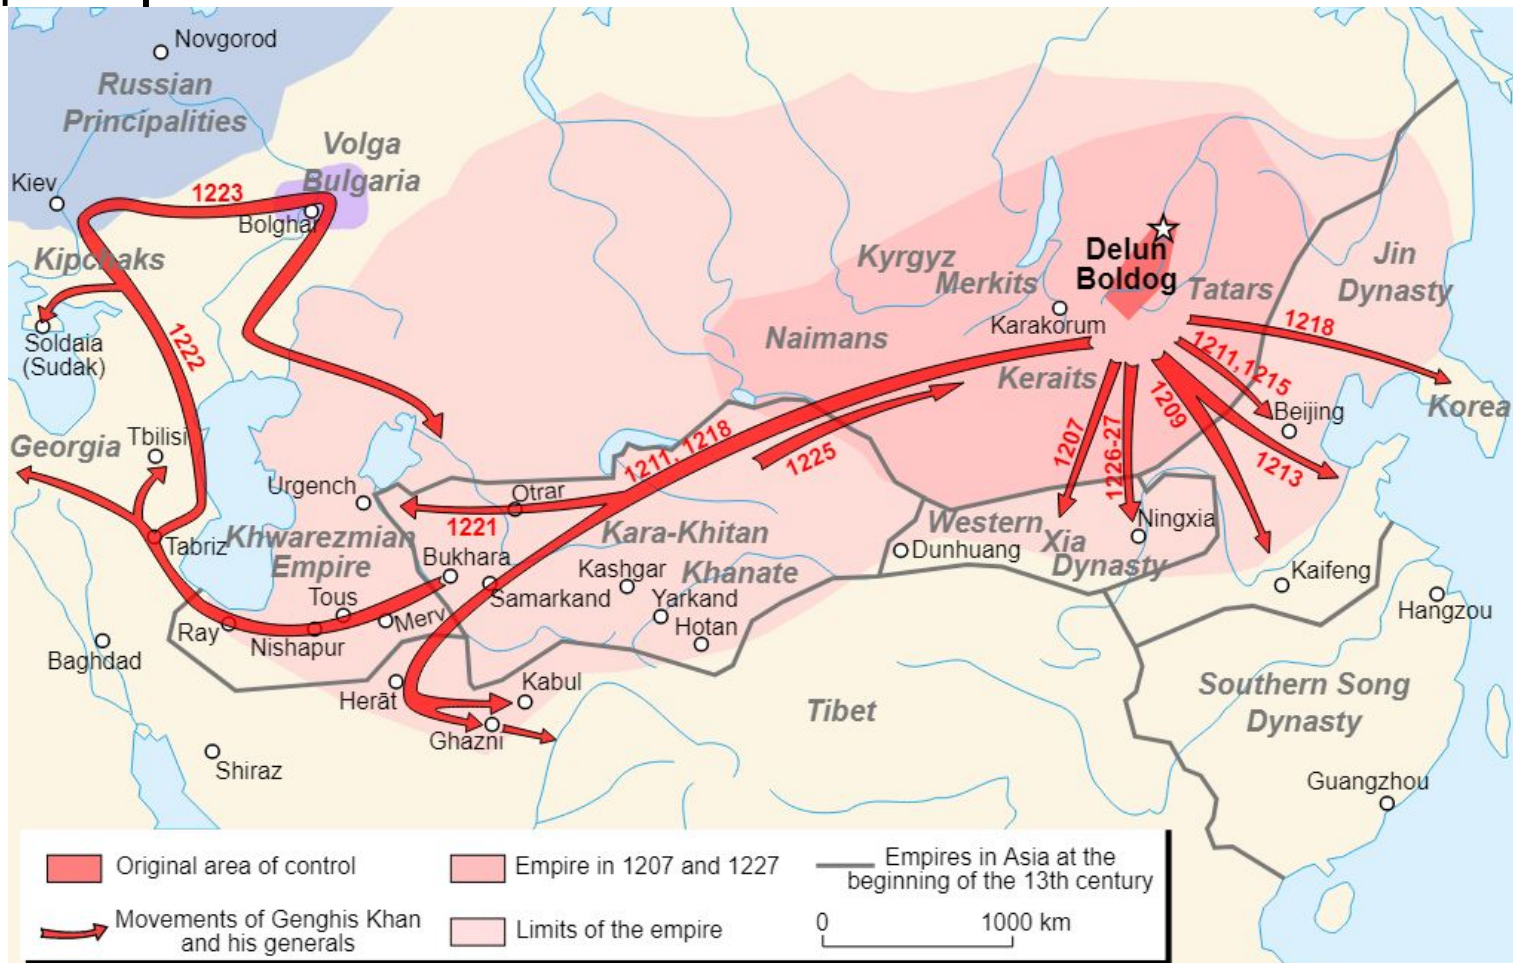 Novgorod
Russian
Principalities
Volga
Bulgaria
Kiev
1223
Bolghar
Kipchaks
Kyrgyz
Merkits
Delun
Boldog
Tatars
Jin
Dynasty
Soldaia
(Sudak)
1222
Naimans
Karakorum
Keraits
1218
1211,1215
1209
Beijing
Korea
Georgia
Tbilisi
1207
1226-27
1213
1211, 1218
1225
Urgench
Otrar
1221
Tabriz
Khwarezmian
Empire
Bukhara
Kara-Khitan
Khanate
Kashgar
Yarkand
Hotan
Samarkand
Western
Xia
Dynasty
Dunhuang
Ningxia
Kaifeng
Hangzou
Tous
Merv
Ray
Nishapur
Baghdad
Herāt
Kabul
Ghazni
Shiraz
Tibet
Southern Song
Dynasty
Guangzhou
Original area of control
Movements of Genghis Khan
and his generals
Empire in 1207 and 1227
Limits of the empire
Empires in Asia at the
beginning of the 13th century
0
1000 km